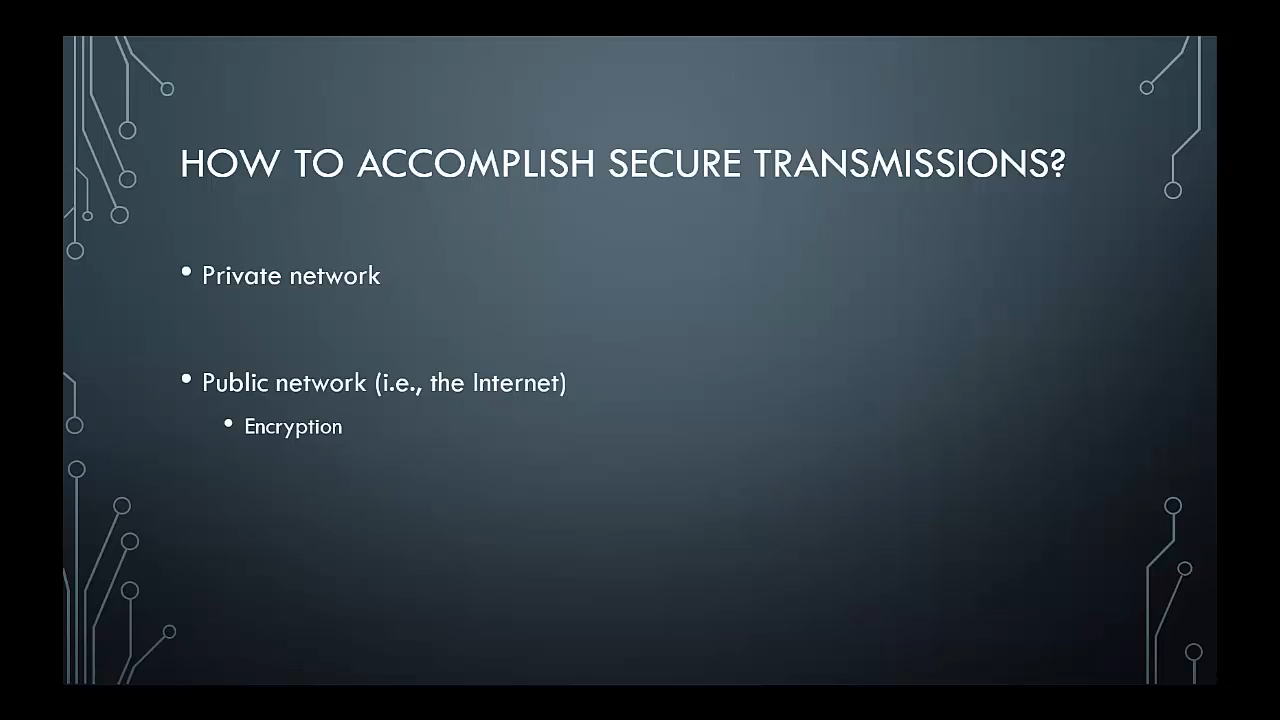 HOW TO ACCOMPLISH SECURE TRANSMISSIONS?
• Private network
• Public network (i.e., the Internet)
• Encryption